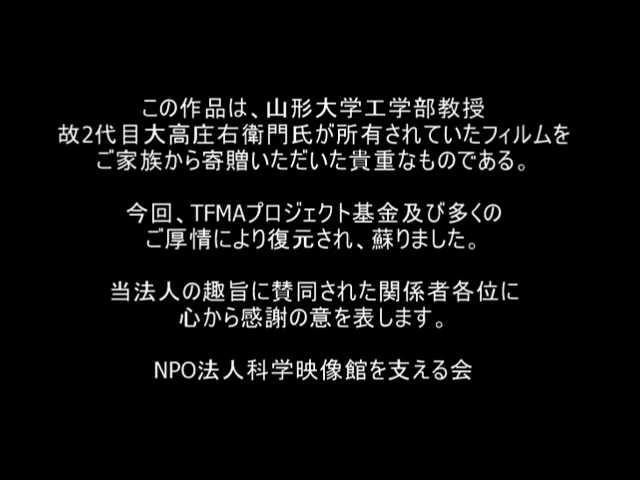 この作品は、山形大学工学部教授
故2代目大高庄右衛門氏が所有されていたフィルムを
ご家族から寄贈いただいた貴重なものである。
今回、TFMAプロジェクト基金及び多くの
ご厚情により復元され、蘇りました。
当法人の趣旨に賛同された関係者各位に
心から感謝の意を表します。
NPO法人科学映像館を支える会